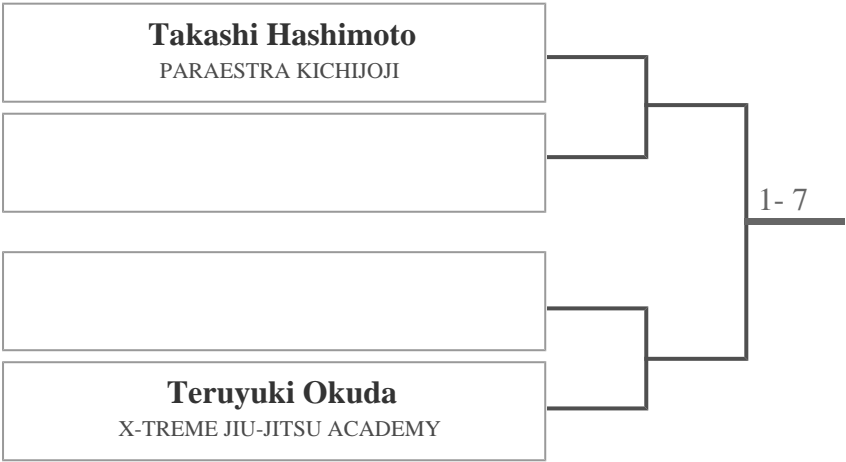 Takashi Hashimoto
PARAESTRA KICHIJOJI
1- 7
Teruyuki Okuda
X-TREME JIU-JITSU ACADEMY